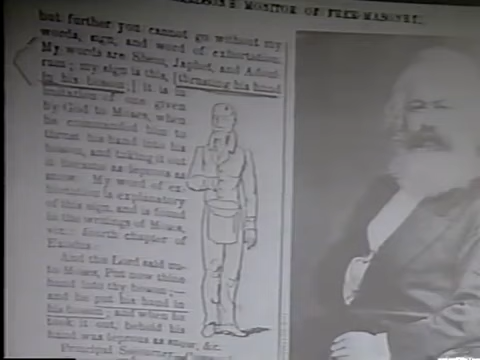 MONITOR OF FREE-MASONRY.
but further you cannot go without my
words, sign, and word of exhortation.
My words are Shem, Japhet, and Adoni-
ram; my sign is this, [thrusting his hand
in his bosom;] it is in
imitation of one given
by God to Moses, when
he commanded him to
thrust his hand into his
bosom, and taking it out
it became as leprous as
snow. My word of ex-
hortation is explanatory
of this sign, and is found
in the writings of Moses,
fourth chapter of
Exodus.
And the Lord said un-
to Moses, Put now thine
hand into thy bosom;
and he put his hand in
his bosom; and when he
took it out, behold his
hand was leprous as snow, &c.
Principal Sojourner